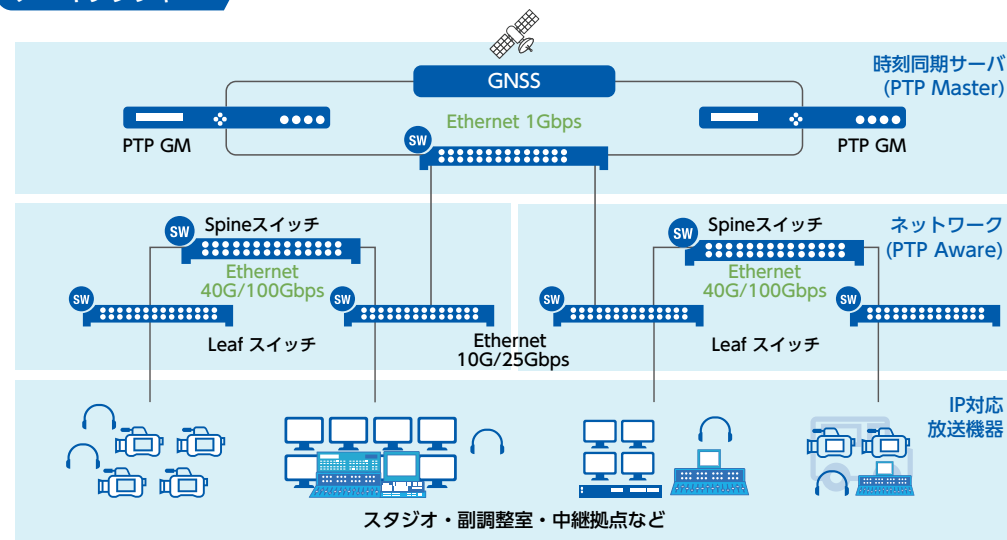 GNSS
時刻同期サーバ
(PTP Master)
PTP GM
Ethernet 1Gbps
PTP GM
SW
SW
Spineスイッチ
Ethernet
40G/100Gbps
SW
SW
Leaf スイッチ
Ethernet
10G/25Gbps
SW
Spineスイッチ
Ethernet
40G/100Gbps
SW
SW
Leaf スイッチ
ネットワーク
(PTP Aware)
IP対応
放送機器
スタジオ・副調整室・中継拠点など